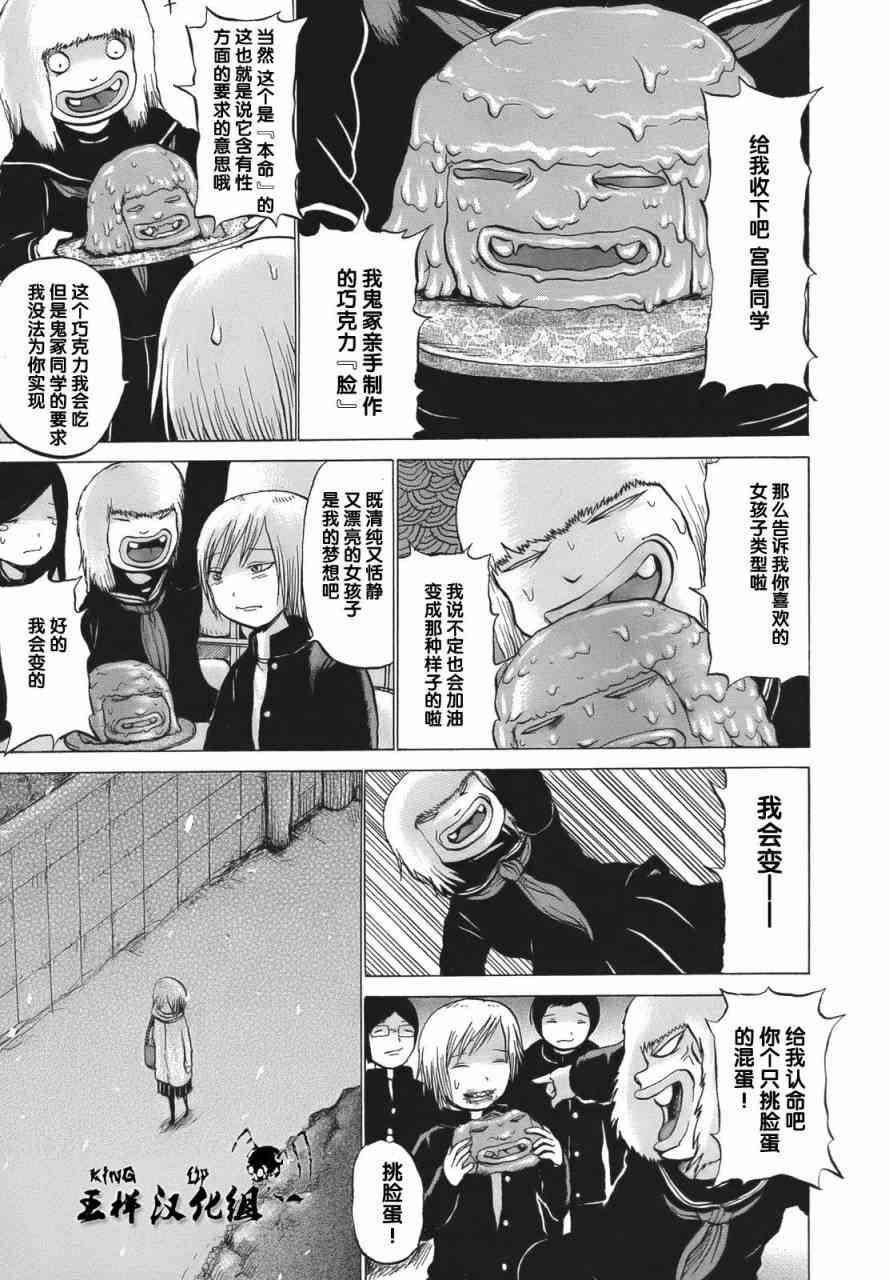 给我收下吧 宫尾同学
我鬼冢亲手制作
的巧克力『脸』
当然 这个是『本命』的
这也就是说它含有性
方面的要求的意思哦
这个巧克力我会吃
但是鬼冢同学的要求
我没法为你实现
那么告诉我你喜欢的
女孩子类型啦
我说不定也会加油
变成那种样子的啦
既清纯又恬静
又漂亮的女孩子
是我的梦想吧
好的
我会变的
我会变——
给我认命吧
你个只挑脸蛋
的混蛋！
挑脸蛋！
KING
王样汉化组